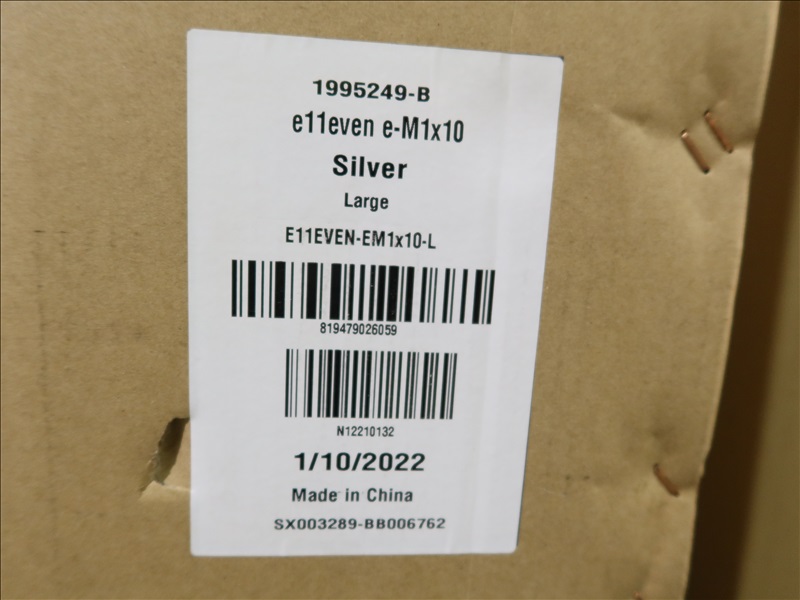 1995249-B
e11even e-M1x10
Silver
Large
E11EVEN-EM1x10-L
819479026059
N12210132
1/10/2022
Made in China
SX003289-BB006762